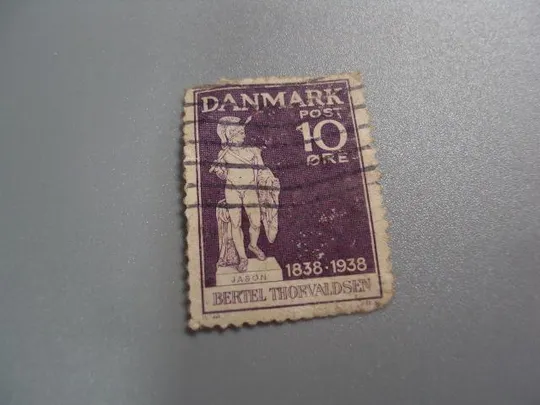 DANMARK
POST
10
ØRE
JASON
1838·1938
BERTEL THORVALDSEN